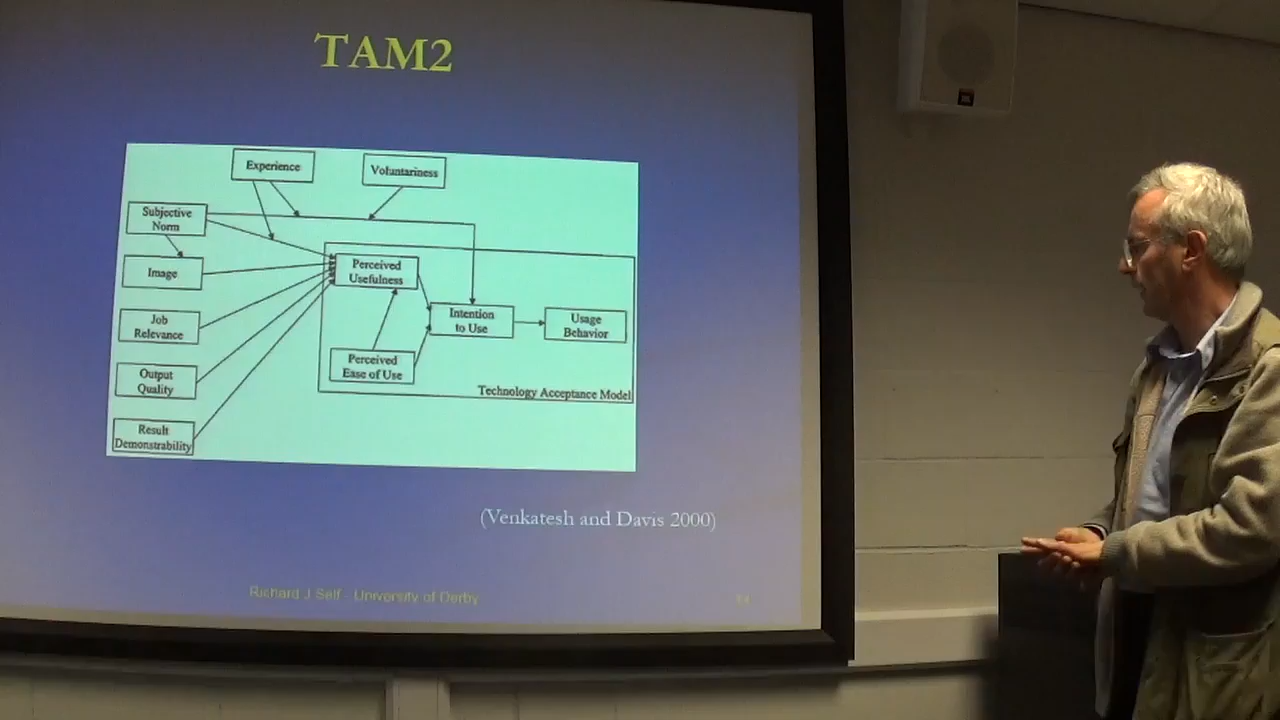 TAM2
Experience
Voluntariness
Subjective
Norm
Image
Job
Relevance
Output
Quality
Result
Demonstrability
Perceived
Usefulness
Perceived
Ease of Use
Intention
to Use
Usage
Behavior
Technology Acceptance Model
(Venkatesh and Davis 2000)
Richard J Self - University of Derby